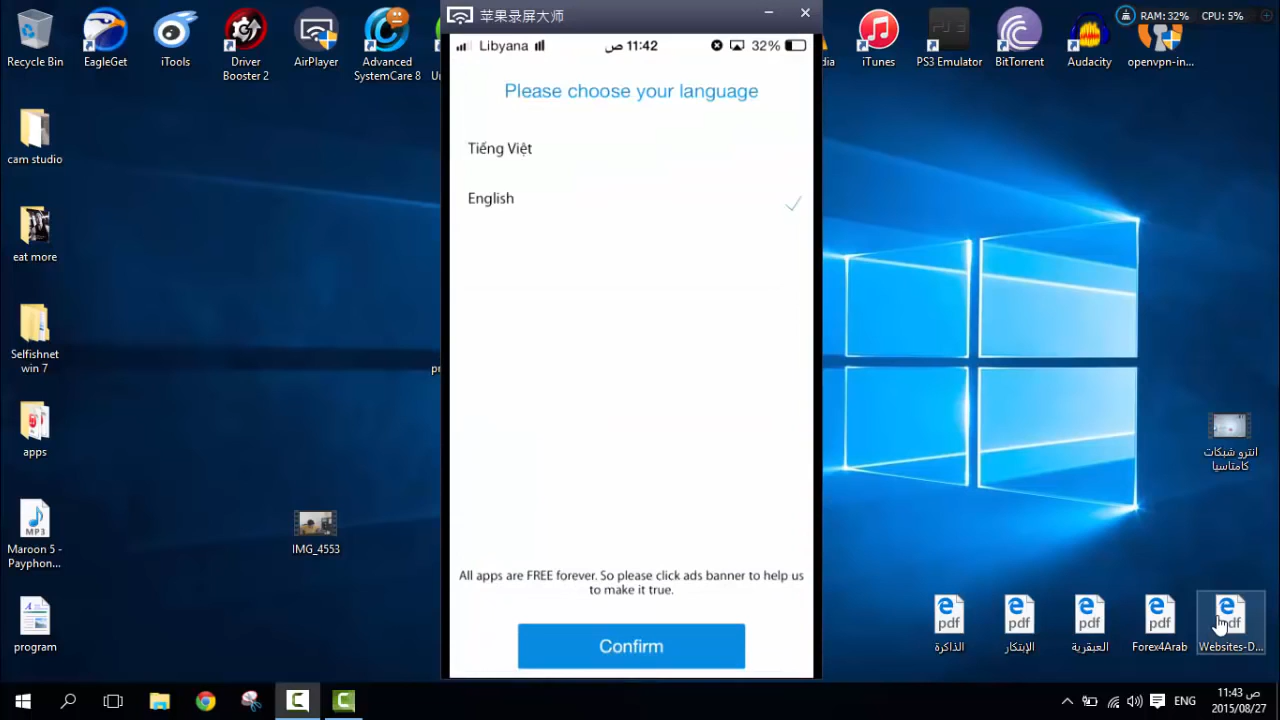 Recycle Bin
EagleGet
iTools
Driver
Booster 2
AirPlayer
Advanced
SystemCare 8
苹果录屏大师
iTunes
PS3 Emulator
BitTorrent
Audacity
openvpn-in...
RAM: 32%
CPU: 5%
Libyana
11:42 ص
32%
Please choose your language
Tiếng Việt
English
All apps are FREE forever. So please click ads banner to help us
to make it true.
Confirm
cam studio
eat more
Selfishnet
win 7
apps
MP3
Maroon 5 -
Payphon...
program
IMG_4553
انترو شبكات
كامتاسيا
pdf
الذاكرة
pdf
الإبتكار
pdf
العبقرية
pdf
Forex4Arab
pdf
Websites-D...
ENG
11:43 ص
2015/08/27